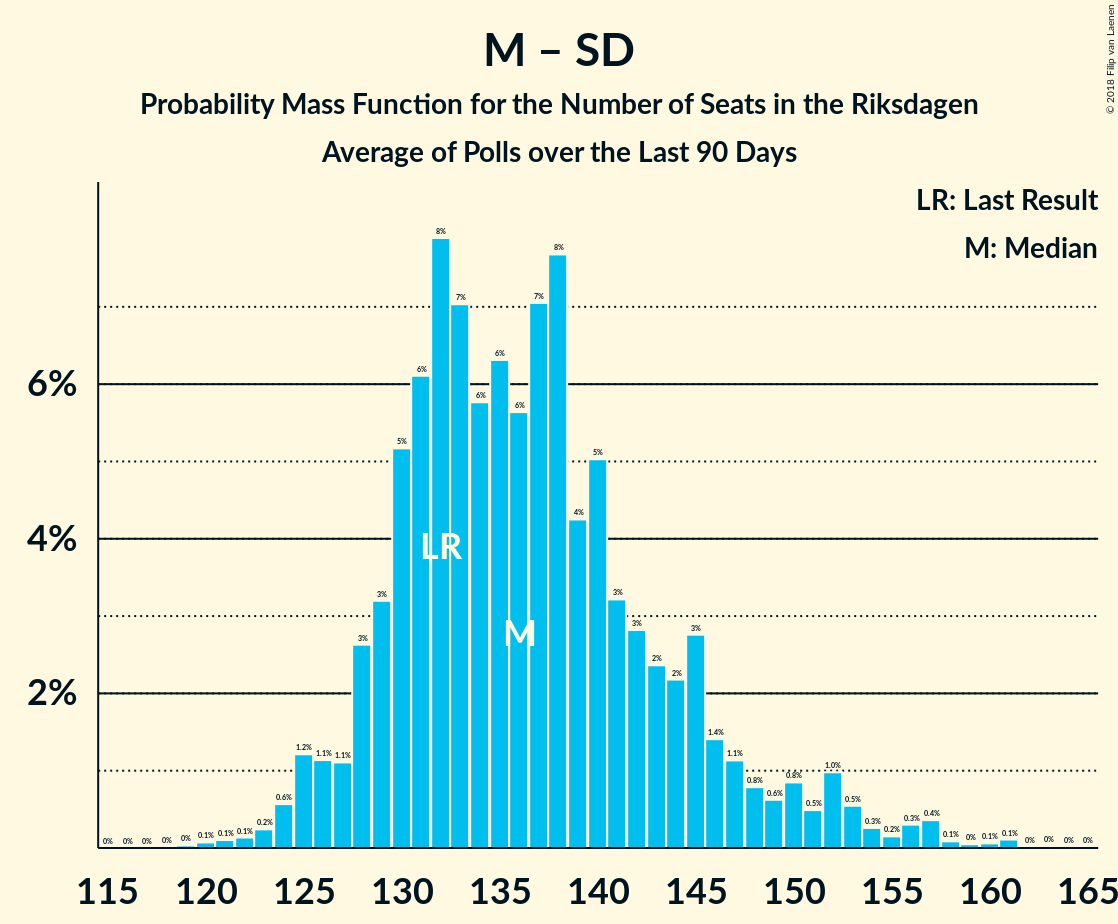 M – SD
Probability Mass Function for the Number of Seats in the Riksdagen
Average of Polls over the Last 90 Days
© 2018 Filip van Laenen
LR: Last Result
M: Median
6%
4%
2%
0% 0% 0% 0% 0% 0.1% 0.1% 0.1% 0.2% 0.6% 1.2% 1.1% 1.1% 3% 3% 5% 6% 8% 7% 6% 6% 6% 7% 8% 4% 5% 3% 3% 2% 2% 3% 1.4% 1.1% 0.8% 0.6% 0.8% 0.5% 1.0% 0.5% 0.3% 0.2% 0.3% 0.4% 0.1% 0% 0.1% 0.1% 0% 0% 0% 0%
LR
M
115 120 125 130 135 140 145 150 155 160 165